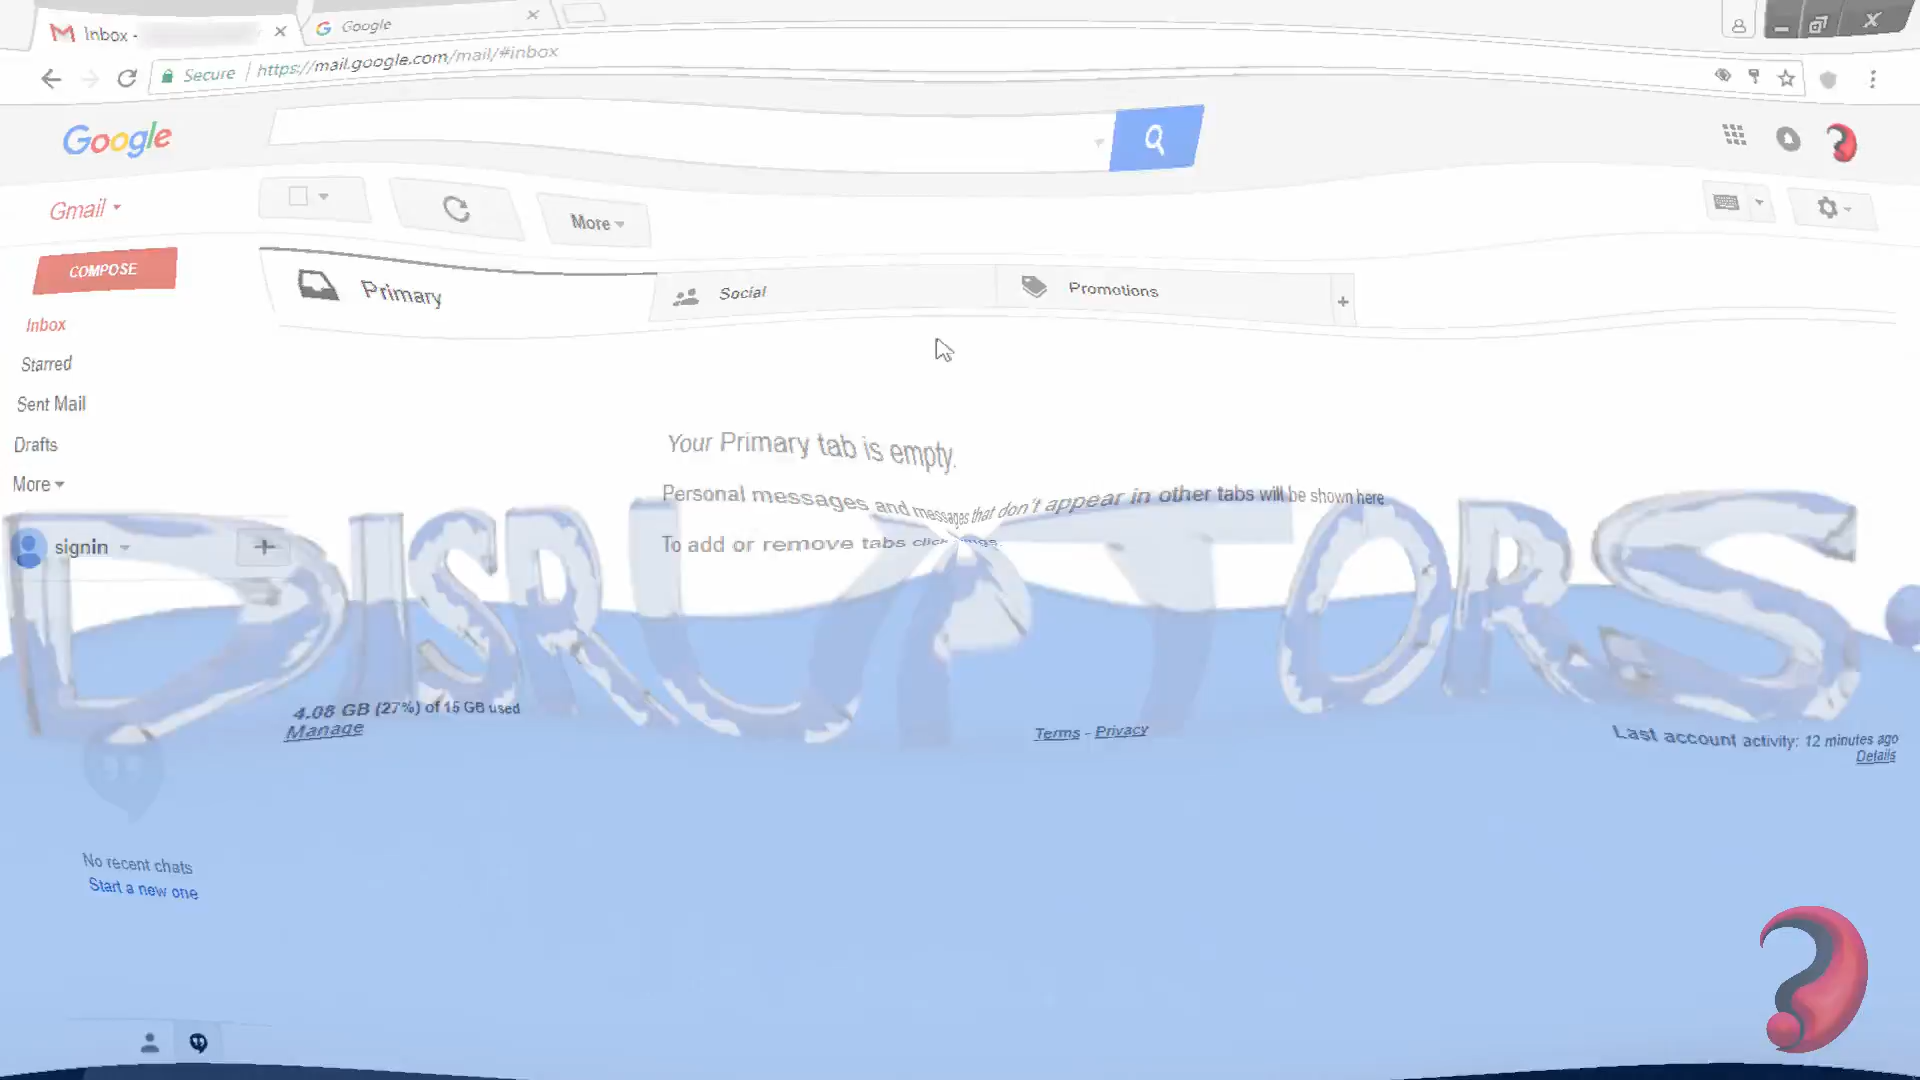 Inbox -
Google
Secure
https://mail.google.com/mail/#inbox
Google
Gmail
More
COMPOSE
Primary
Social
Promotions
+
Inbox
Starred
Sent Mail
Drafts
More
Your Primary tab is empty.
Personal messages and messages that don't appear in other tabs will be shown here
To add or remove tabs click
signin
+
DISRUPTORS.
4.08 GB (27%) of 15 GB used
Manage
Terms - Privacy
Last account activity: 12 minutes ago
Details
No recent chats
Start a new one